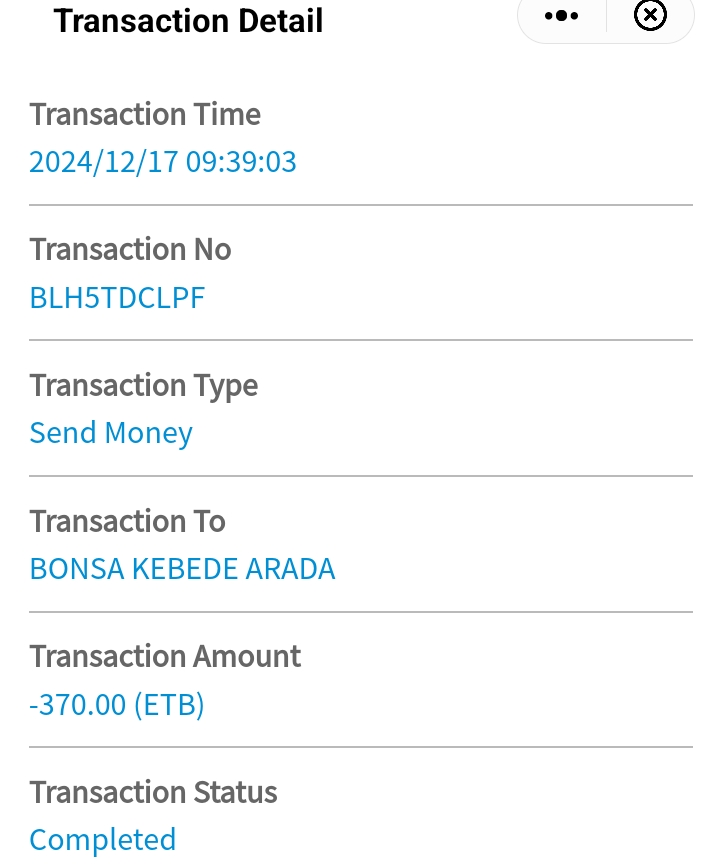 Transaction Detail
Transaction Time
2024/12/17 09:39:03
Transaction No
BLH5TDCLPF
Transaction Type
Send Money
Transaction To
BONSA KEBEDE ARADA
Transaction Amount
-370.00 (ETB)
Transaction Status
Completed